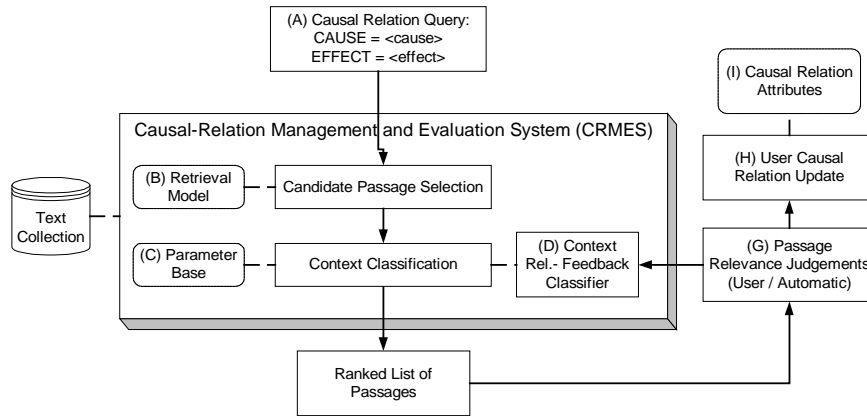 (A) Causal Relation Query:
CAUSE = <cause>
EFFECT = <effect>
(I) Causal Relation
Attributes
Causal-Relation Management and Evaluation System (CRMES)
(H) User Causal
Relation Update
(B) Retrieval
Model
Candidate Passage Selection
Text
Collection
(C) Parameter
Base
Context Classification
(D) Context
Rel.- Feedback
Classifier
(G) Passage
Relevance Judgements
(User / Automatic)
Ranked List of
Passages